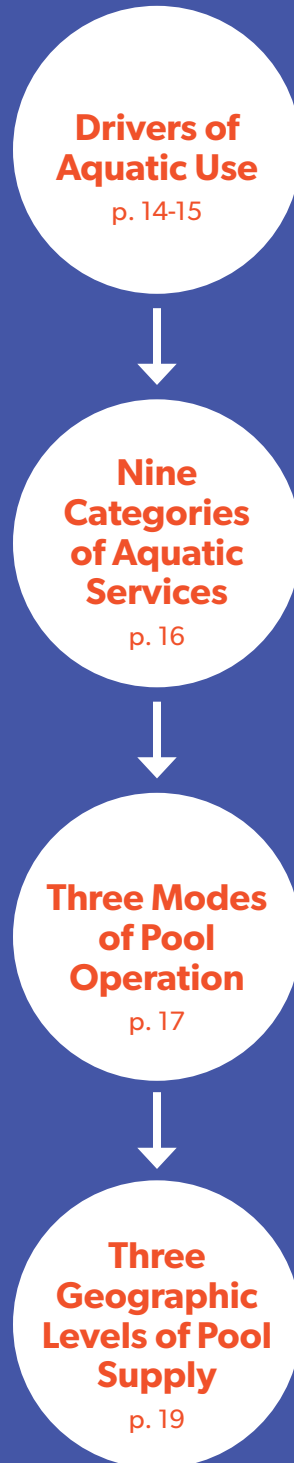 Drivers of
Aquatic Use
p. 14-15
Nine
Categories
of Aquatic
Services
p. 16
Three Modes
of Pool
Operation
p. 17
Three
Geographic
Levels of Pool
Supply
p. 19